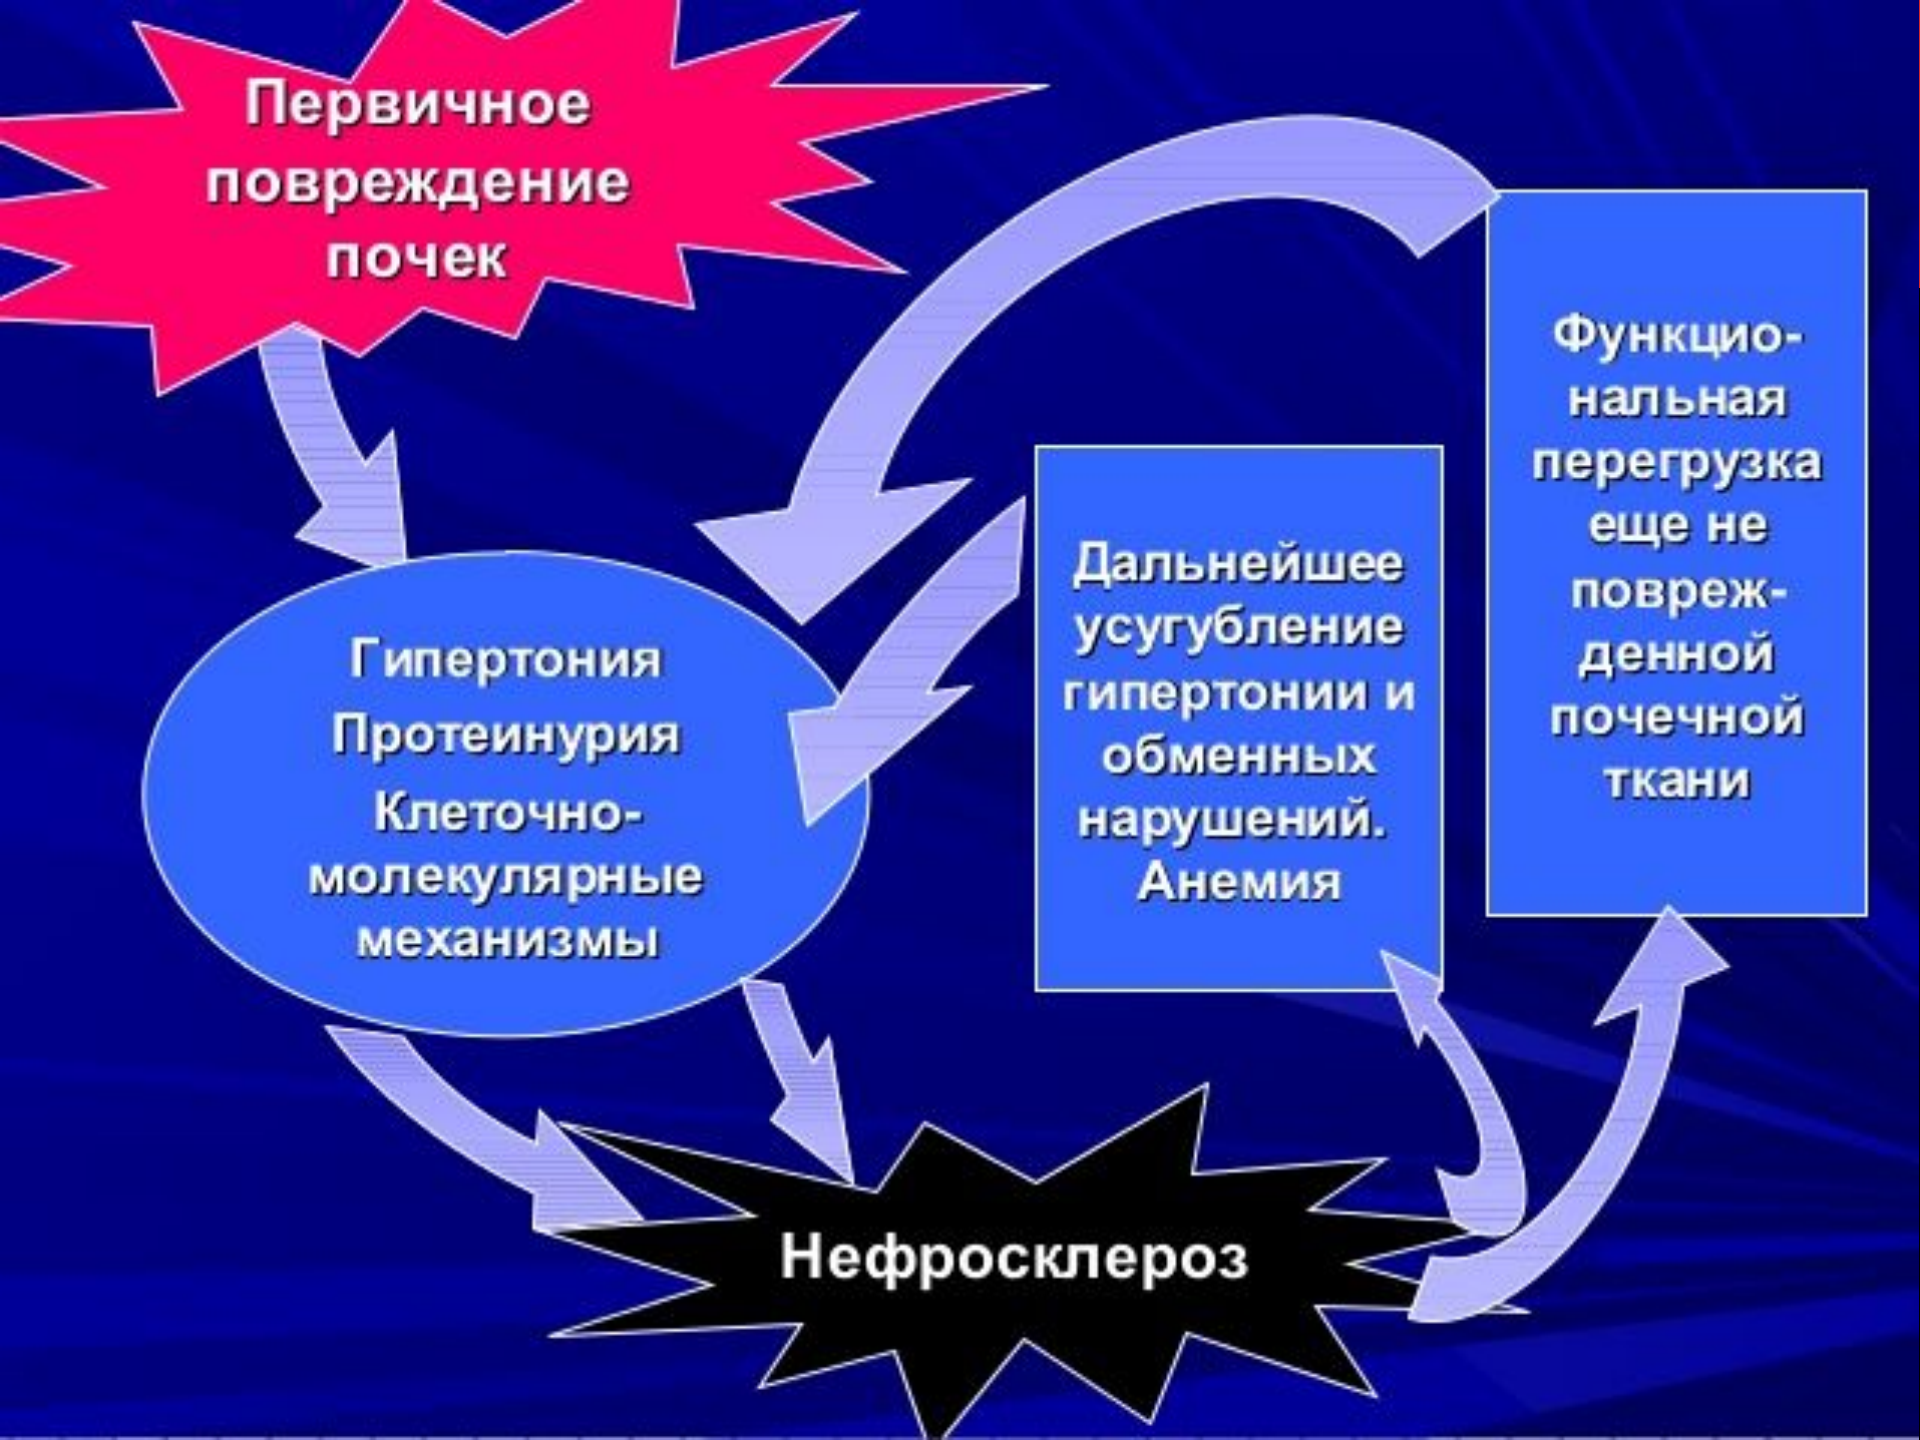 Первичное
повреждение
почек
Гипертония
Протеинурия
Клеточно-
молекулярные
механизмы
Дальнейшее
усугубление
гипертонии и
обменных
нарушений.
Анемия
Функцио-
нальная
перегрузка
еще не
повреж-
денной
почечной
ткани
Нефросклероз